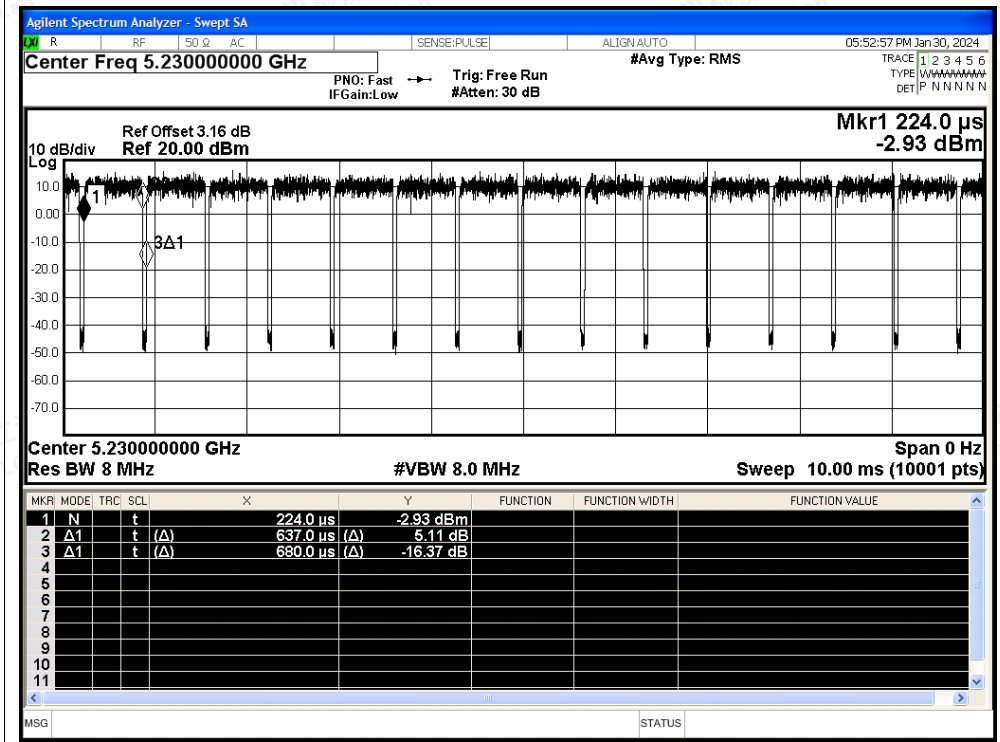 Agilent Spectrum Analyzer - Swept SA
LXI R RF 50 Ω AC SENSE:PULSE ALIGN AUTO 05:52:57 PM Jan 30, 2024
Center Freq 5.230000000 GHz #Avg Type: RMS TRACE 1 2 3 4 5 6
PNO: Fast Trig: Free Run TYPE WWWWWW
IFGain:Low #Atten: 30 dB DET P N N N N N
Mkr1 224.0 µs
Ref Offset 3.16 dB
10 dB/div Ref 20.00 dBm -2.93 dBm
Log
10.0
1
0.00
-10.0
3Δ1
-20.0
-30.0
-40.0
-50.0
-60.0
-70.0
Center 5.230000000 GHz Span 0 Hz
Res BW 8 MHz #VBW 8.0 MHz Sweep 10.00 ms (10001 pts)
MKR MODE TRC SCL X Y FUNCTION FUNCTION WIDTH FUNCTION VALUE
1 N t 224.0 µs -2.93 dBm
2 Δ1 t (Δ) 637.0 µs (Δ) 5.11 dB
3 Δ1 t (Δ) 680.0 µs (Δ) -16.37 dB
4
5
6
7
8
9
10
11
MSG STATUS